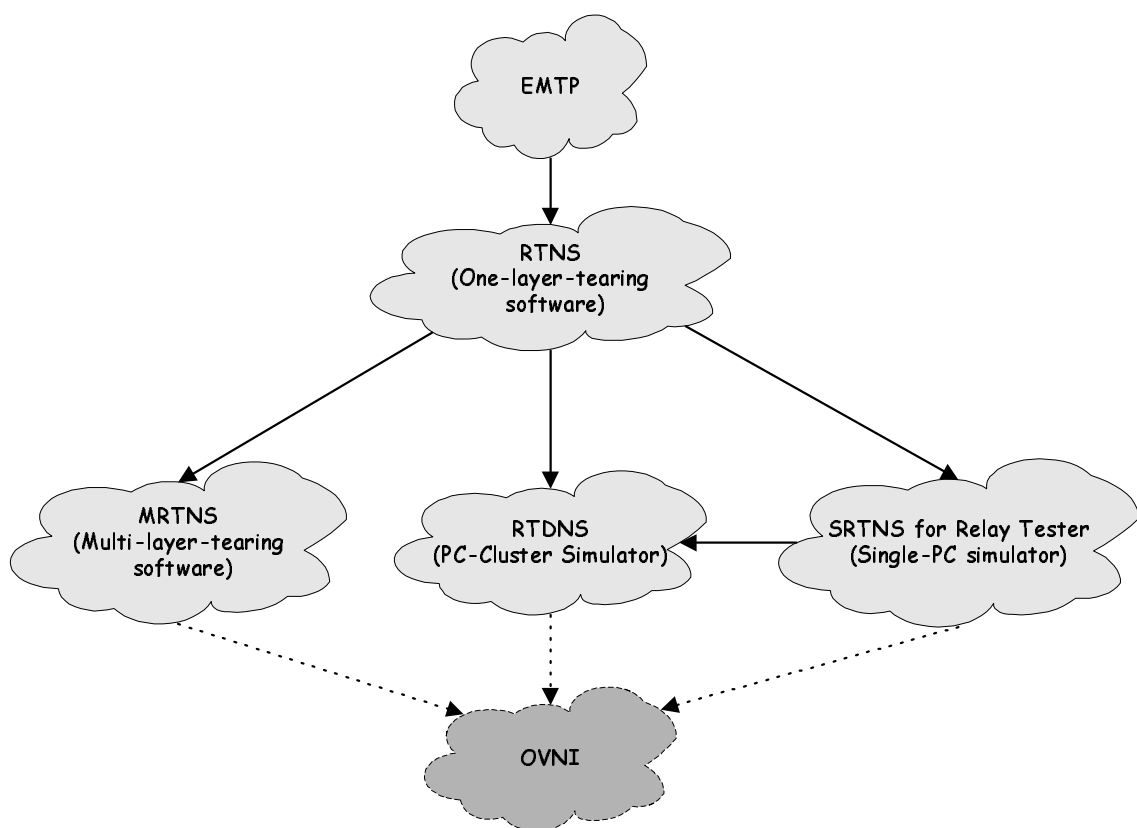 EMTP
RTNS
(One-layer-tearing
software)
MRTNS
(Multi-layer-tearing
software)
RTDNS
(PC-Cluster Simulator)
SRTNS for Relay Tester
(Single-PC simulator)
OVNI